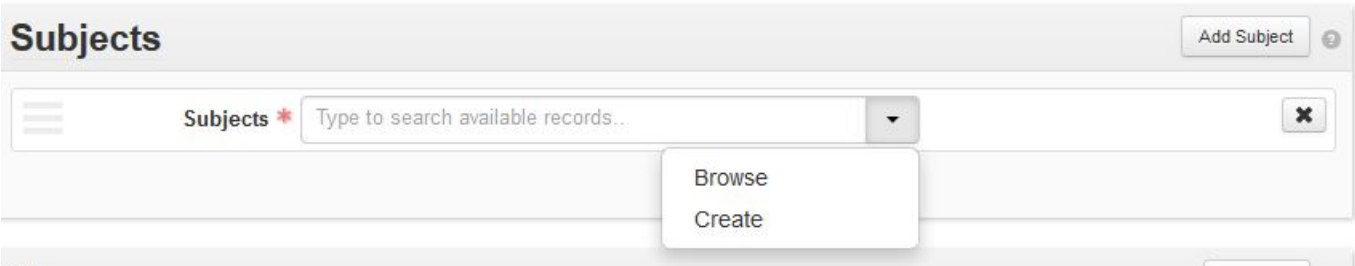 Subjects
Add Subject
Subjects *
Type to search available records..
Browse
Create